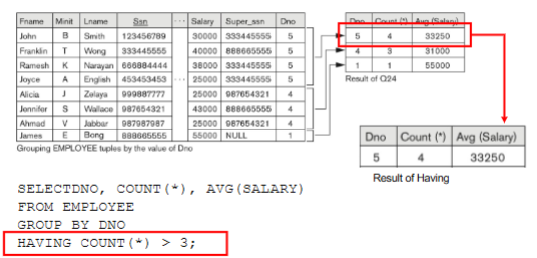 Fname Minit Lname Ssn ··· Salary Super_ssn Dno
John B Smith 123456789 30000 333445555 5
Franklin T Wong 333445555 40000 888665555 5
Ramesh K Narayan 666884444 38000 333445555 5
Joyce A English 453453453 ··· 25000 333445555 5
Alicia J Zelaya 999887777 25000 987654321 4
Jennifer S Wallace 987654321 43000 888665555 4
Ahmad V Jabbar 987987987 25000 987654321 4
James E Bong 888665555 55000 NULL 1
Grouping EMPLOYEE tuples by the value of Dno
Dno Count (*) Avg (Salary)
5 4 33250
4 3 31000
1 1 55000
Result of Q24
Dno Count (*) Avg (Salary)
5 4 33250
Result of Having
SELECTDNO, COUNT(*), AVG(SALARY)
FROM EMPLOYEE
GROUP BY DNO
HAVING COUNT(*) > 3;